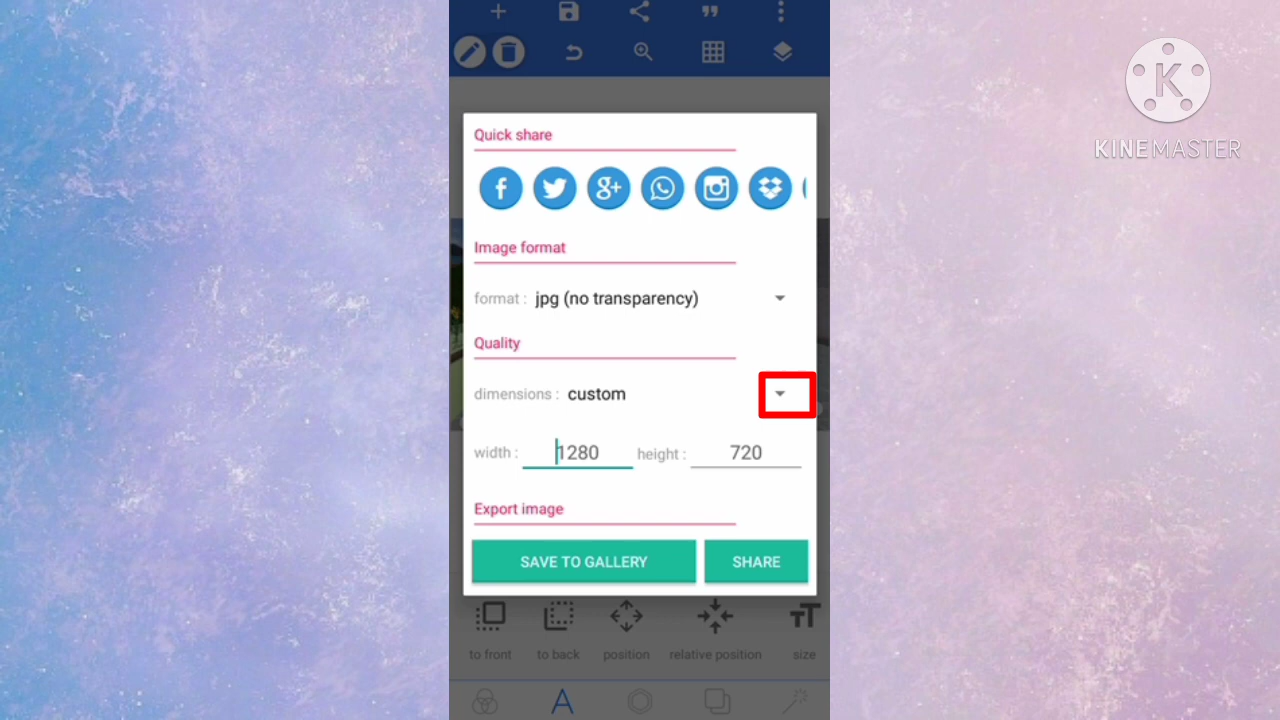 KINEMASTER
Quick share
Image format
format : jpg (no transparency)
Quality
dimensions : custom
width : 1280 height : 720
Export image
SAVE TO GALLERY SHARE
to front to back position relative position size